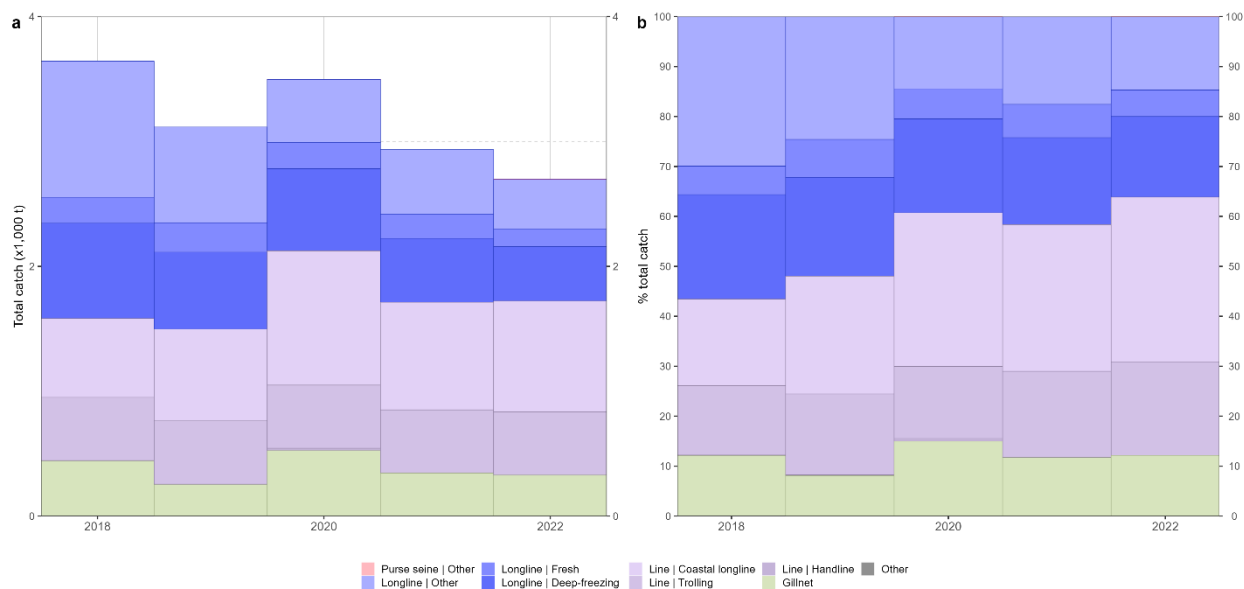 a
4
4
Total catch (x1,000 t)
2
2
0
0
2018
2020
2022
b
100
100
90
90
80
80
70
70
60
60
% total catch
50
50
40
40
30
30
20
20
10
10
0
0
2018
2020
2022
Purse seine | Other
Longline | Fresh
Line | Coastal longline
Line | Handline
Other
Longline | Other
Longline | Deep-freezing
Line | Trolling
Gillnet